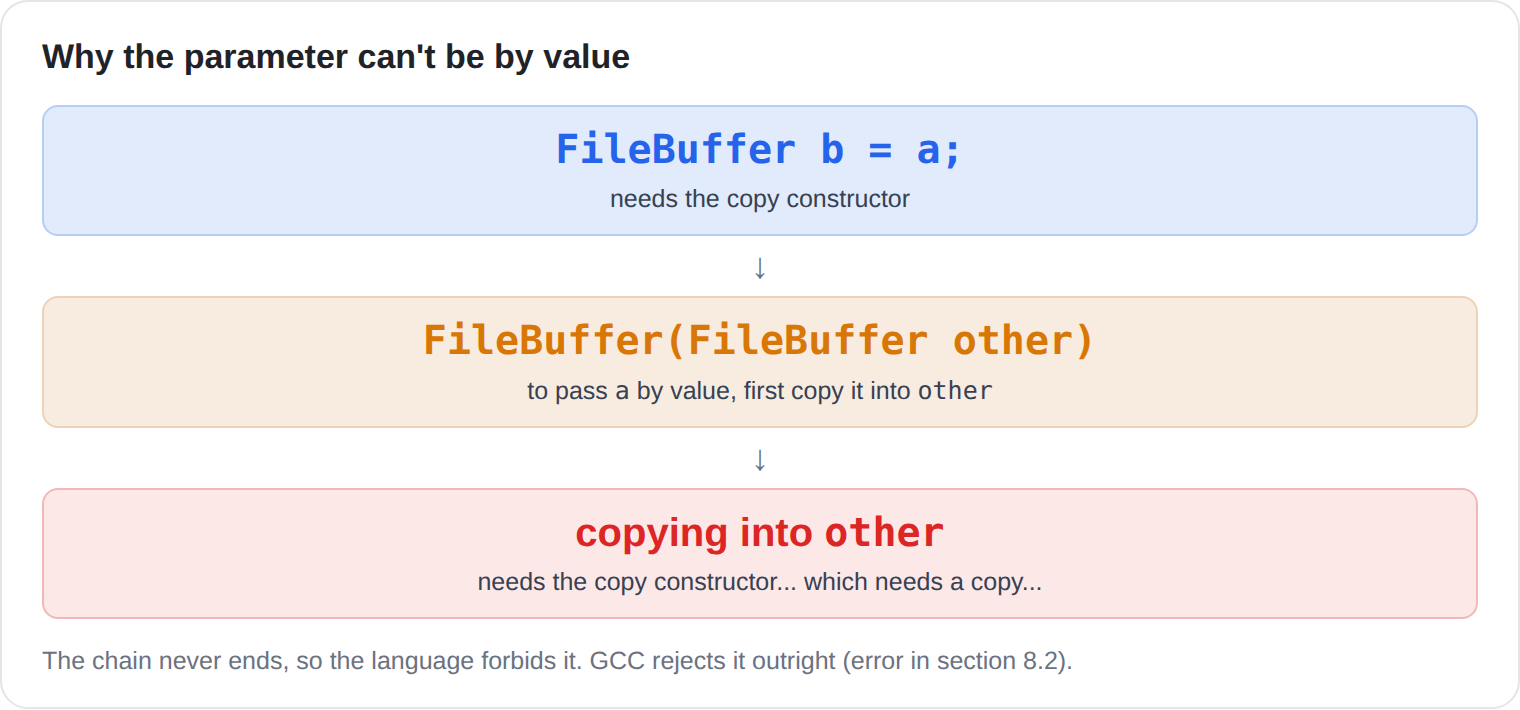 Why the parameter can't be by value
FileBuffer b = a;
needs the copy constructor
↓
FileBuffer(FileBuffer other)
to pass a by value, first copy it into other
↓
copying into other
needs the copy constructor... which needs a copy...
The chain never ends, so the language forbids it. GCC rejects it outright (error in section 8.2).